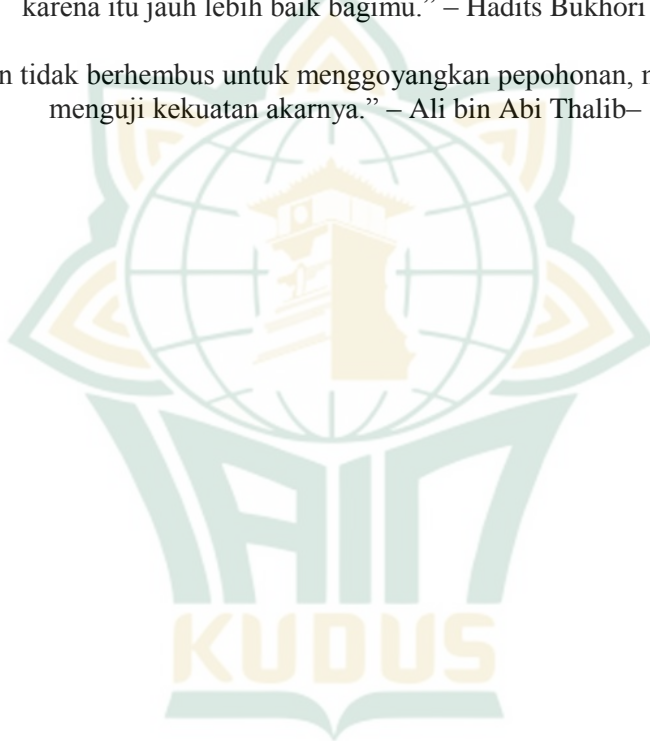 karena itu jauh lebih baik bagimu.” – Hadits Bukhori
n tidak berhembus untuk menggoyangkan pepohonan, n
menguji kekuatan akarnya.” – Ali bin Abi Thalib–
IAIN
KUDUS